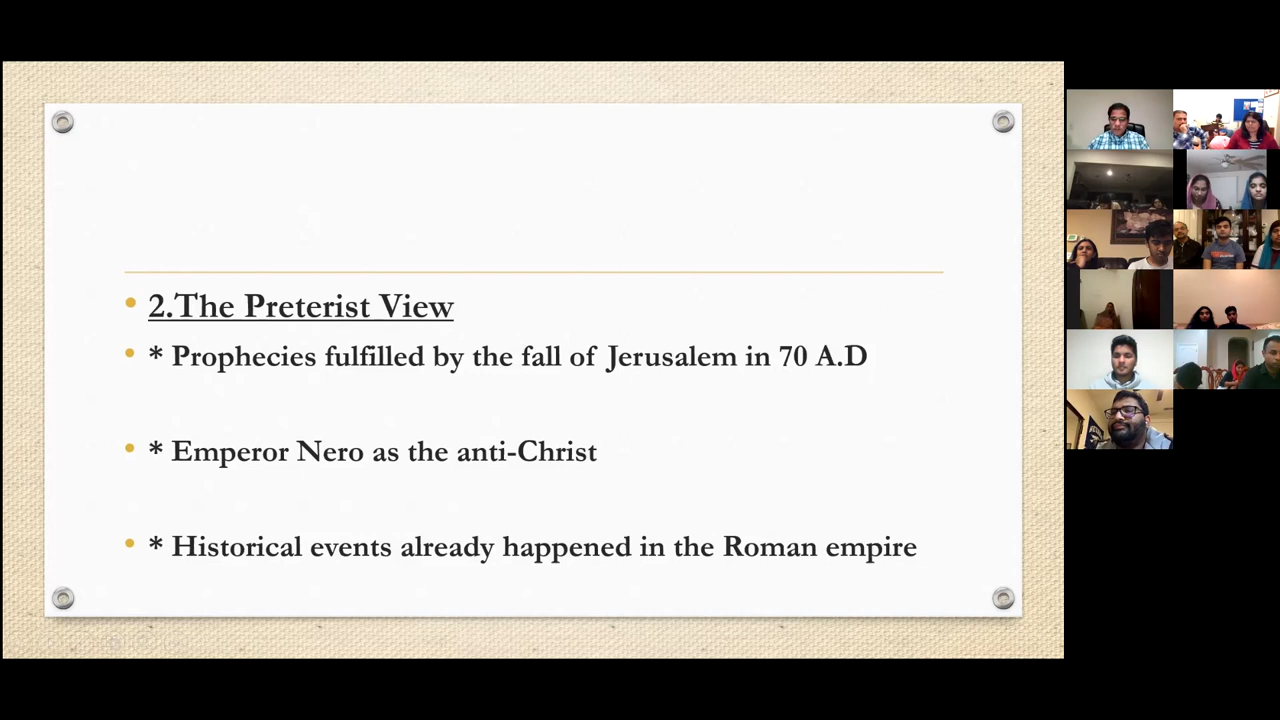 2.The Preterist View
* Prophecies fulfilled by the fall of Jerusalem in 70 A.D
* Emperor Nero as the anti-Christ
* Historical events already happened in the Roman empire